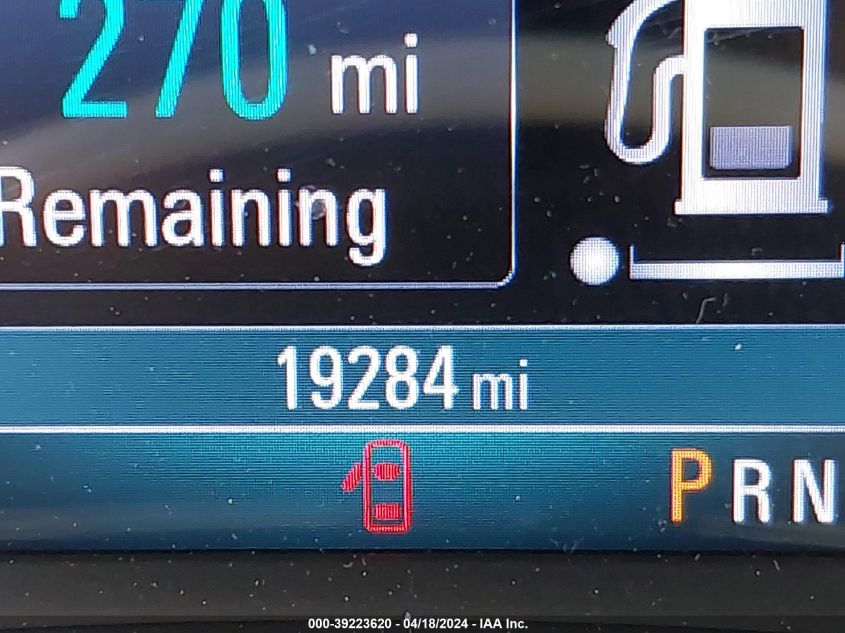 270 mi
Remaining
19284 mi
P R N
000-39223620 - 04/18/2024 - IAA Inc.